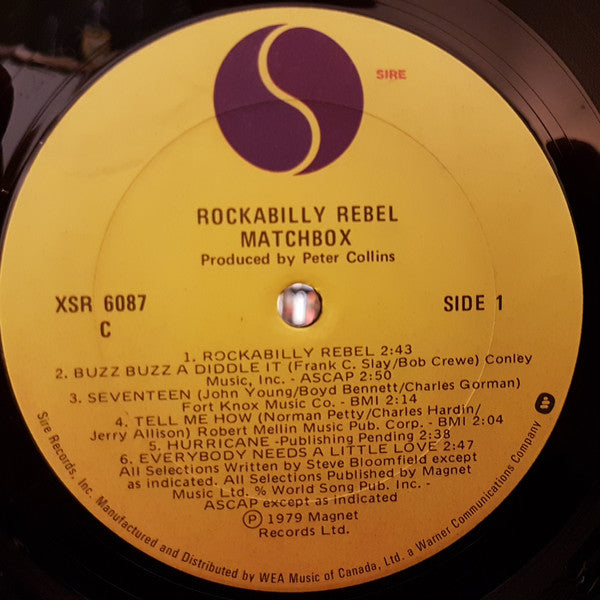 SIRE
ROCKABILLY REBEL
MATCHBOX
Produced by Peter Collins
XSR 6087
C
SIDE 1
1. ROCKABILLY REBEL 2:43
2. BUZZ BUZZ A DIDDLE IT (Frank C. Slay/Bob Crewe) Conley
Music, Inc. - ASCAP 2:50
3. SEVENTEEN (John Young/Boyd Bennett/Charles Gorman)
Fort Knox Music Co. - BMI 2:14
4. TELL ME HOW (Norman Petty/Charles Hardin/
Jerry Allison) Robert Mellin Music Pub. Corp. - BMI 2:04
5. HURRICANE -Publishing Pending 2:38
6. EVERYBODY NEEDS A LITTLE LOVE 2:47
All Selections Written by Steve Bloomfield except
as indicated. All Selections Published by Magnet
Music Ltd. % World Song Pub. Inc. -
ASCAP except as indicated
Ⓟ 1979 Magnet
Records Ltd.
Sire Records, Inc. Manufactured and Distributed by WEA Music of Canada, Ltd. a Warner Communications Company